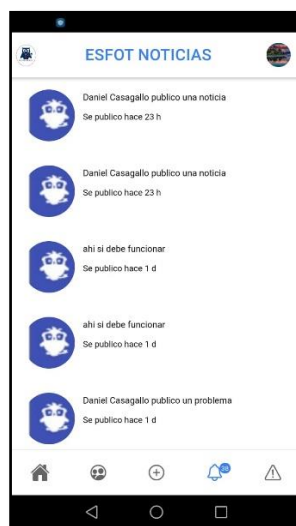 ESFOT NOTICIAS
Daniel Casagallo publico una noticia
Se publico hace 23 h
Daniel Casagallo publico una noticia
Se publico hace 23 h
ahi si debe funcionar
Se publico hace 1 d
ahi si debe funcionar
Se publico hace 1 d
Daniel Casagallo publico un problema
Se publico hace 1 d